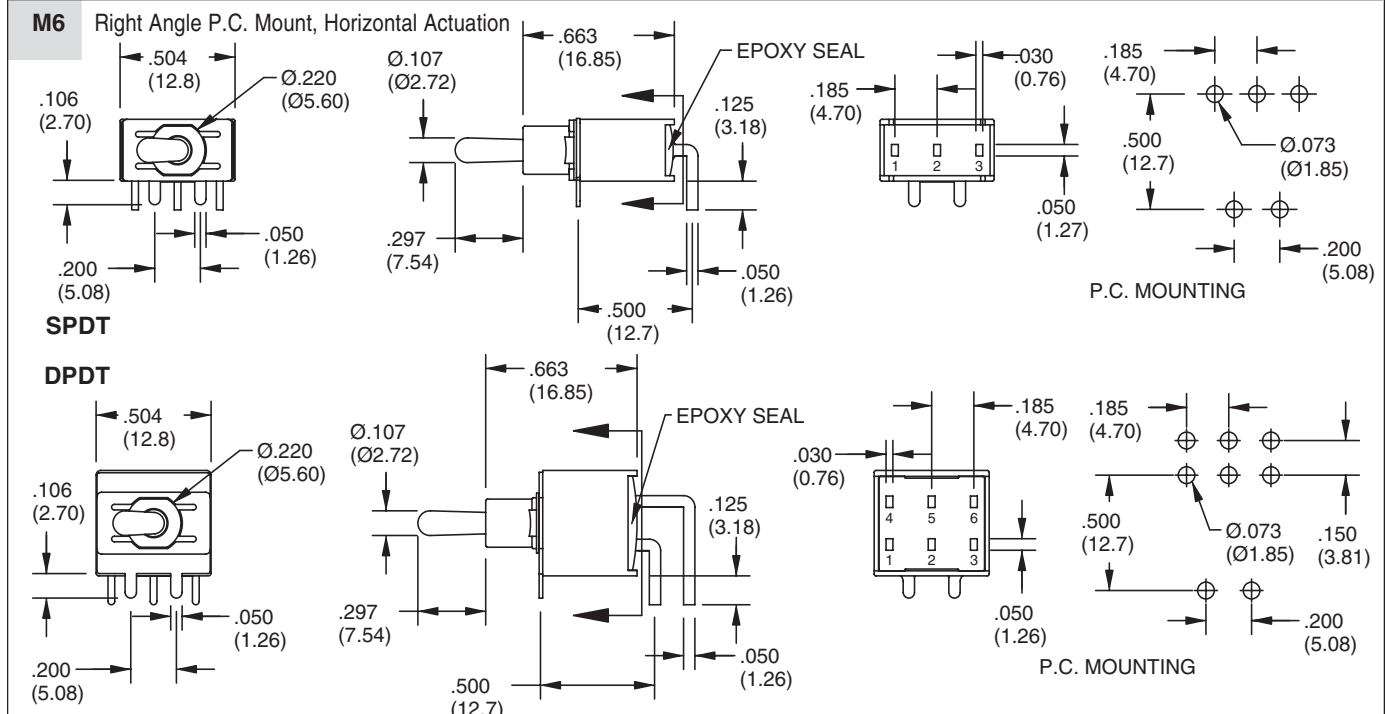 M6 Right Angle P.C. Mount, Horizontal Actuation
.504
(12.8)
Ø.220
(Ø5.60)
.106
(2.70)
.050
(1.26)
.200
(5.08)
SPDT
.663
(16.85)
EPOXY SEAL
Ø.107
(Ø2.72)
.125
(3.18)
.297
(7.54)
.050
(1.26)
.500
(12.7)
.030
(0.76)
.185
(4.70)
1 2 3
.050
(1.27)
.185
(4.70)
.500
(12.7)
Ø.073
(Ø1.85)
.200
(5.08)
P.C. MOUNTING
DPDT
.504
(12.8)
Ø.220
(Ø5.60)
.106
(2.70)
.050
(1.26)
.200
(5.08)
.663
(16.85)
EPOXY SEAL
Ø.107
(Ø2.72)
.125
(3.18)
.297
(7.54)
.050
(1.26)
.500
(12.7)
.185
(4.70)
.030
(0.76)
4 5 6
1 2 3
.050
(1.26)
.185
(4.70)
.500
(12.7)
Ø.073
(Ø1.85)
.150
(3.81)
.200
(5.08)
P.C. MOUNTING